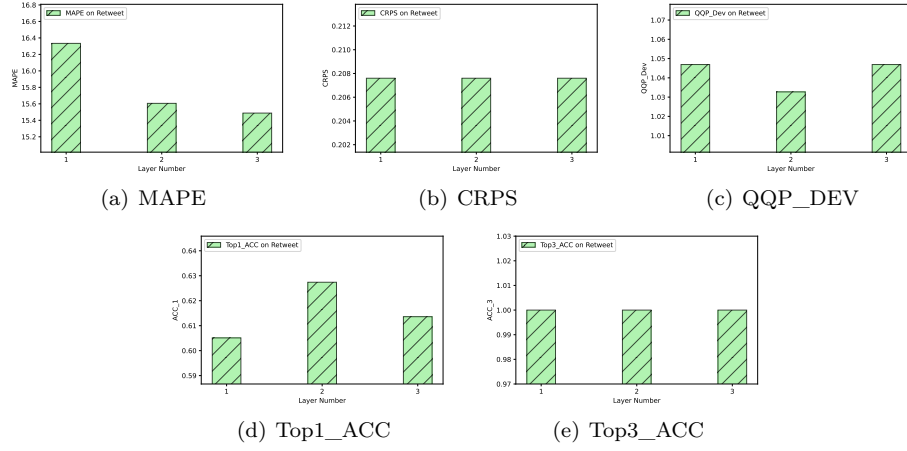 MAPE on Retweet
16.8
16.6
16.4
16.2
16.0
15.8
15.6
15.4
15.2
MAPE
1 2 3
Layer Number
(a) MAPE
CRPS on Retweet
0.212
0.210
0.208
0.206
0.204
0.202
CRPS
1 2 3
Layer Number
(b) CRPS
QQP_Dev on Retweet
1.07
1.06
1.05
1.04
1.03
1.02
1.01
QQP_Dev
1 2 3
Layer Number
(c) QQP_DEV
Top1_ACC on Retweet
0.64
0.63
0.62
0.61
0.60
0.59
ACC_1
1 2 3
Layer Number
(d) Top1_ACC
Top3_ACC on Retweet
1.03
1.02
1.01
1.00
0.99
0.98
0.97
ACC_3
1 2 3
Layer Number
(e) Top3_ACC